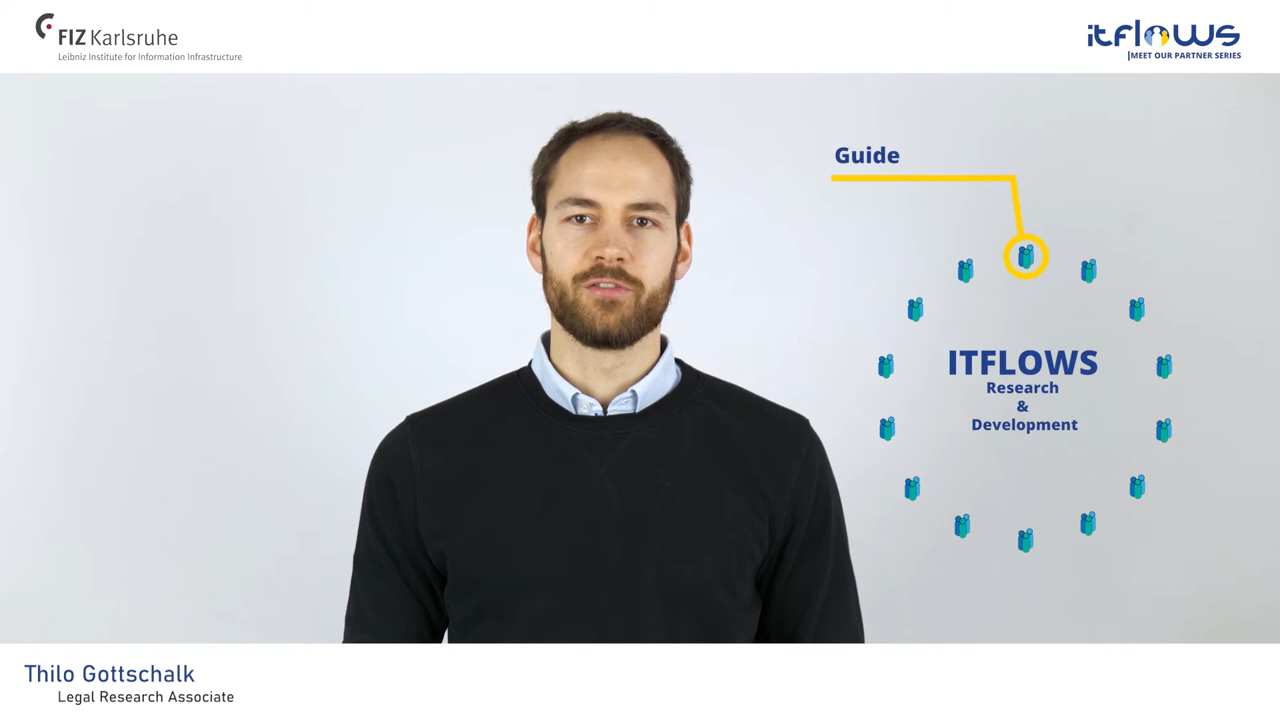 FIZ Karlsruhe
Leibniz Institute for Information Infrastructure
itflows
|MEET OUR PARTNER SERIES
Guide
ITFLOWS
Research
&
Development
Thilo Gottschalk
Legal Research Associate